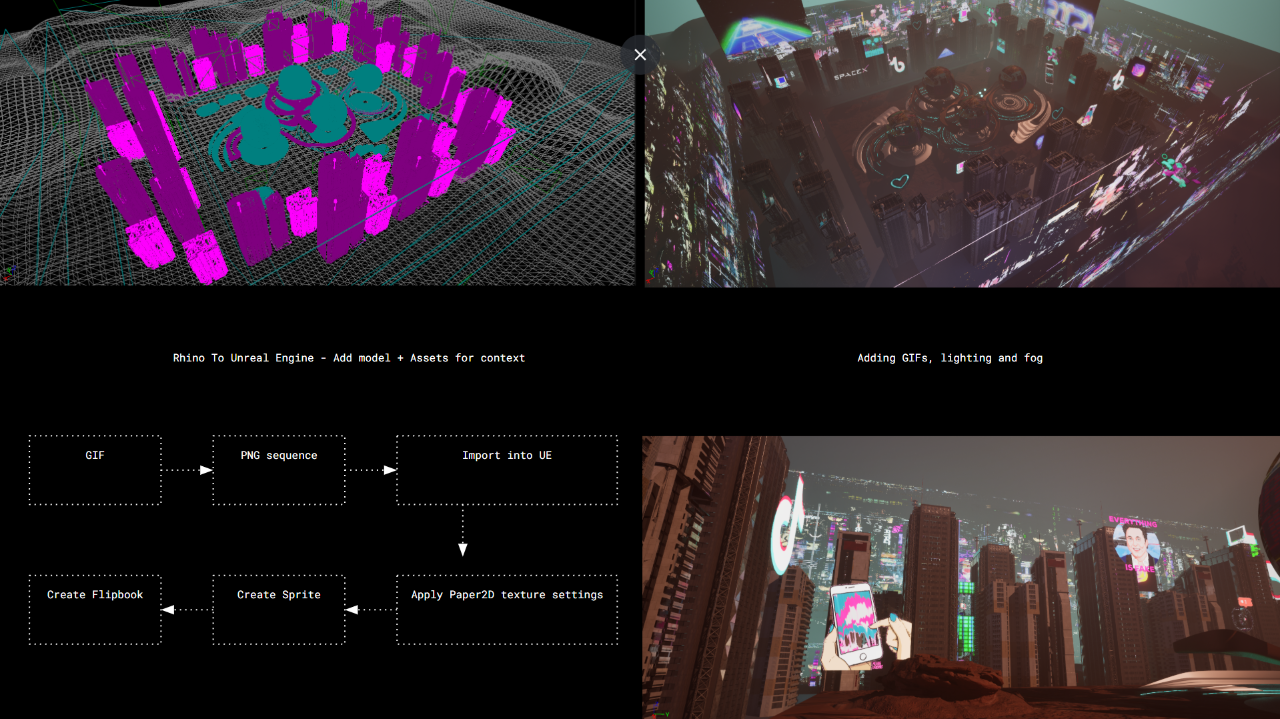 SPACEX
Rhino To Unreal Engine - Add model + Assets for context
Adding GIFs, lighting and fog
GIF
PNG sequence
Import into UE
Create Flipbook
Create Sprite
Apply Paper2D texture settings
EVERYTHING
IS FAKE